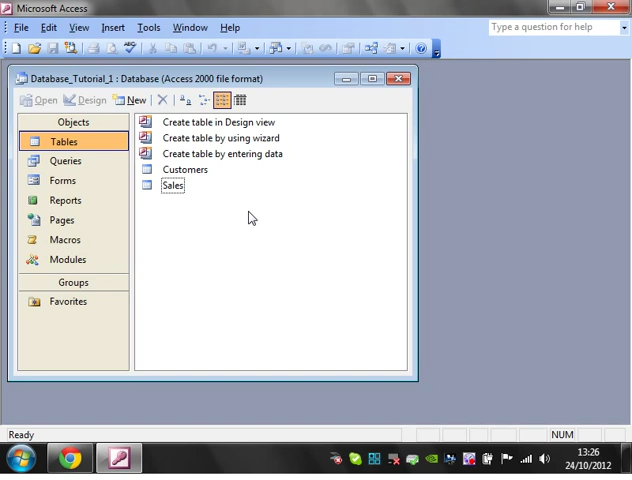 Microsoft Access
File Edit View Insert Tools Window Help
Type a question for help
Database_Tutorial_1 : Database (Access 2000 file format)
Open Design New
Objects
Tables
Queries
Forms
Reports
Pages
Macros
Modules
Groups
Favorites
Create table in Design view
Create table by using wizard
Create table by entering data
Customers
Sales
Ready
NUM
13:26
24/10/2012